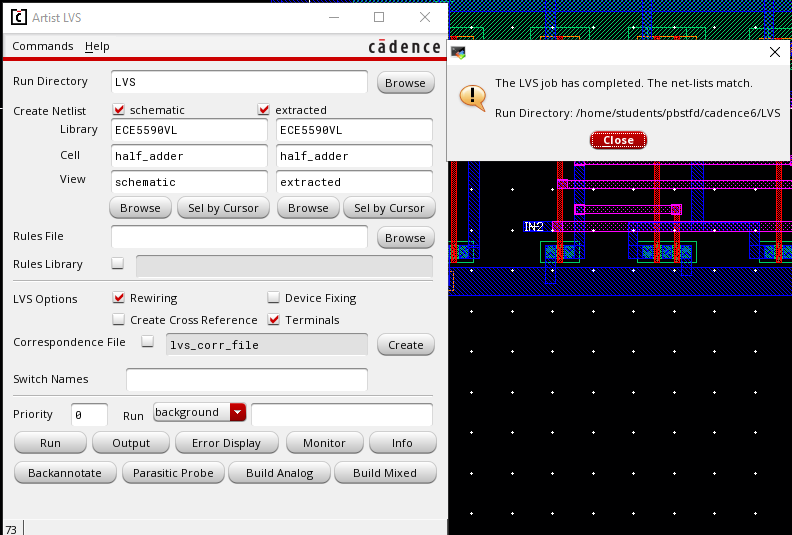 Artist LVS
Commands Help
cādence
Run Directory LVS Browse
Create Netlist schematic extracted
Library ECE5590VL ECE5590VL
Cell half_adder half_adder
View schematic extracted
Browse Sel by Cursor Browse Sel by Cursor
Rules File Browse
Rules Library
LVS Options Rewiring Device Fixing
Create Cross Reference Terminals
Correspondence File lvs_corr_file Create
Switch Names
Priority 0 Run background
Run Output Error Display Monitor Info
Backannotate Parasitic Probe Build Analog Build Mixed
73
The LVS job has completed. The net-lists match.
Run Directory: /home/students/pbstfd/cadence6/LVS
Close
IN2